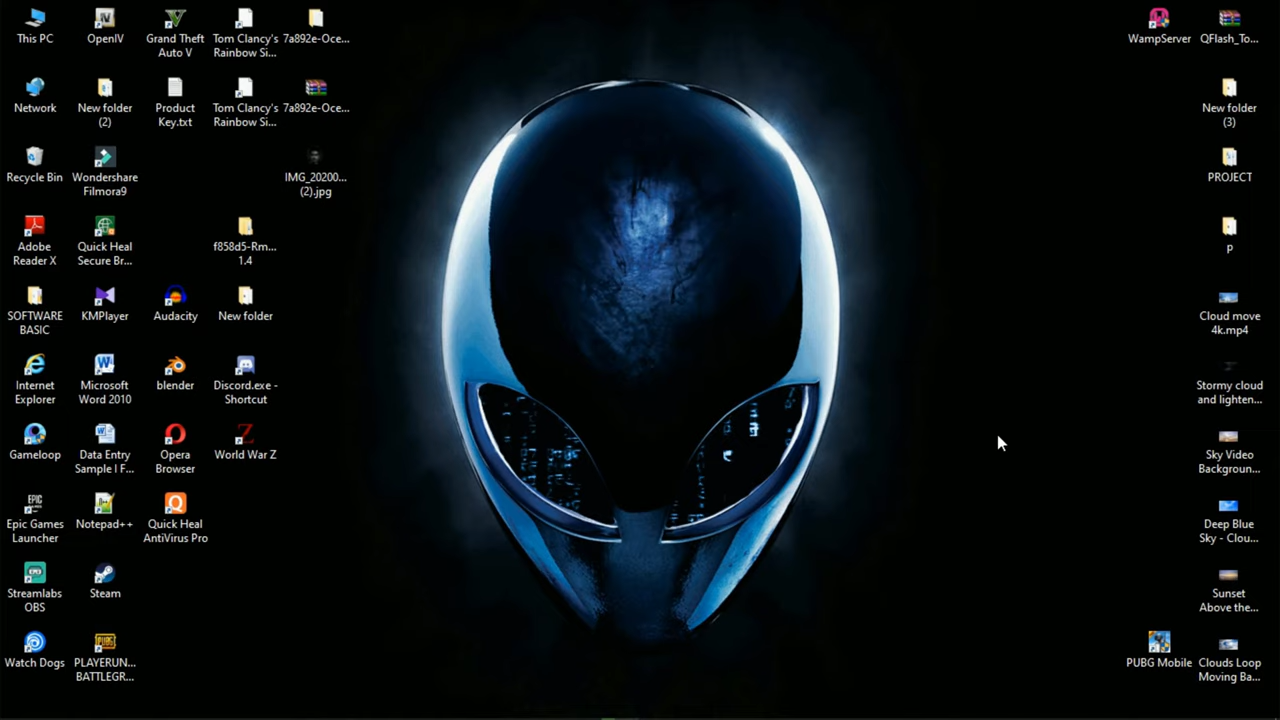 This PC
OpenIV
Grand Theft
Auto V
Tom Clancy's
Rainbow Si...
7a892e-Oce...
WampServer
QFlash_To...
Network
New folder
(2)
Product
Key.txt
Tom Clancy's
Rainbow Si...
7a892e-Oce...
New folder
(3)
Recycle Bin
Wondershare
Filmora9
IMG_20200...
(2).jpg
PROJECT
Adobe
Reader X
Quick Heal
Secure Br...
f858d5-Rm...
1.4
p
SOFTWARE
BASIC
KMPlayer
Audacity
New folder
Cloud move
4k.mp4
Internet
Explorer
Microsoft
Word 2010
blender
Discord.exe -
Shortcut
Stormy cloud
and lighten...
Gameloop
Data Entry
Sample I F...
Opera
Browser
World War Z
Sky Video
Backgroun...
Epic Games
Launcher
Notepad++
Quick Heal
AntiVirus Pro
Deep Blue
Sky - Clou...
Streamlabs
OBS
Steam
Sunset
Above the...
Watch Dogs
PLAYERUN...
BATTLEGR...
PUBG Mobile
Clouds Loop
Moving Ba...